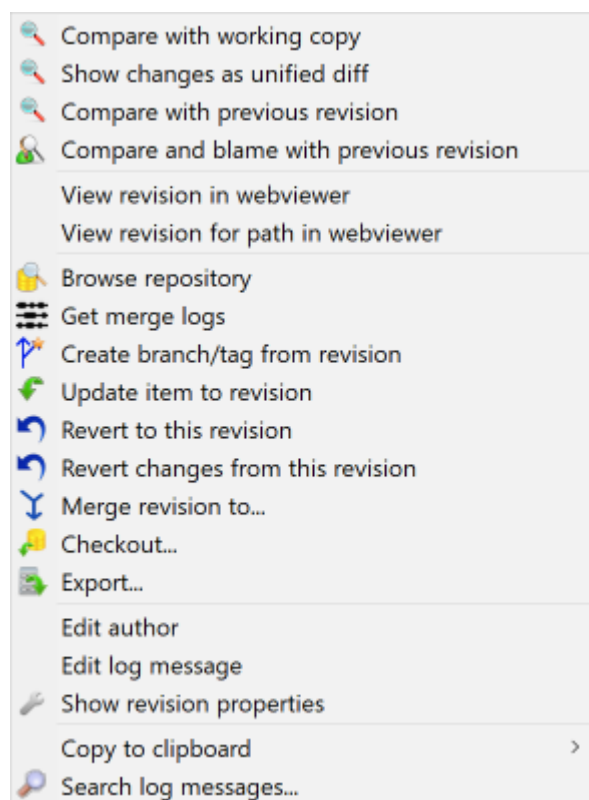 Compare with working copy
Show changes as unified diff
Compare with previous revision
Compare and blame with previous revision
View revision in webviewer
View revision for path in webviewer
Browse repository
Get merge logs
Create branch/tag from revision
Update item to revision
Revert to this revision
Revert changes from this revision
Merge revision to...
Checkout...
Export...
Edit author
Edit log message
Show revision properties
Copy to clipboard
Search log messages...